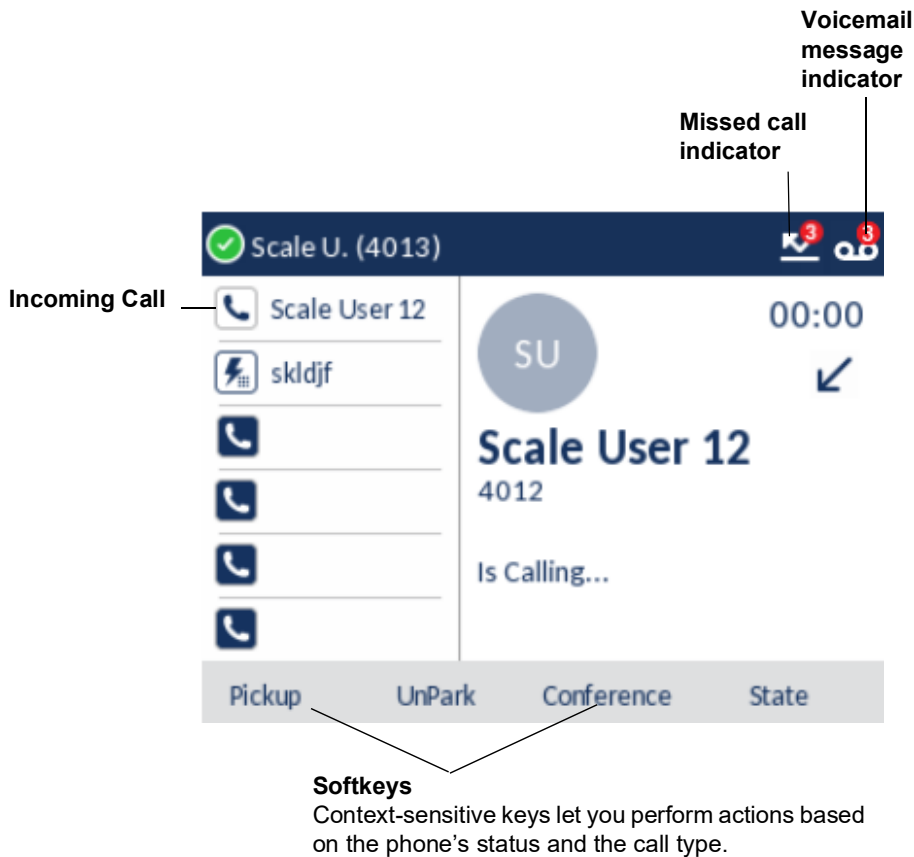 Voicemail
message
indicator
Missed call
indicator
Scale U. (4013)
3
3
Incoming Call
Scale User 12
skldjf
SU
00:00
Scale User 12
4012
Is Calling...
Pickup UnPark Conference State
Softkeys
Context-sensitive keys let you perform actions based
on the phone’s status and the call type.